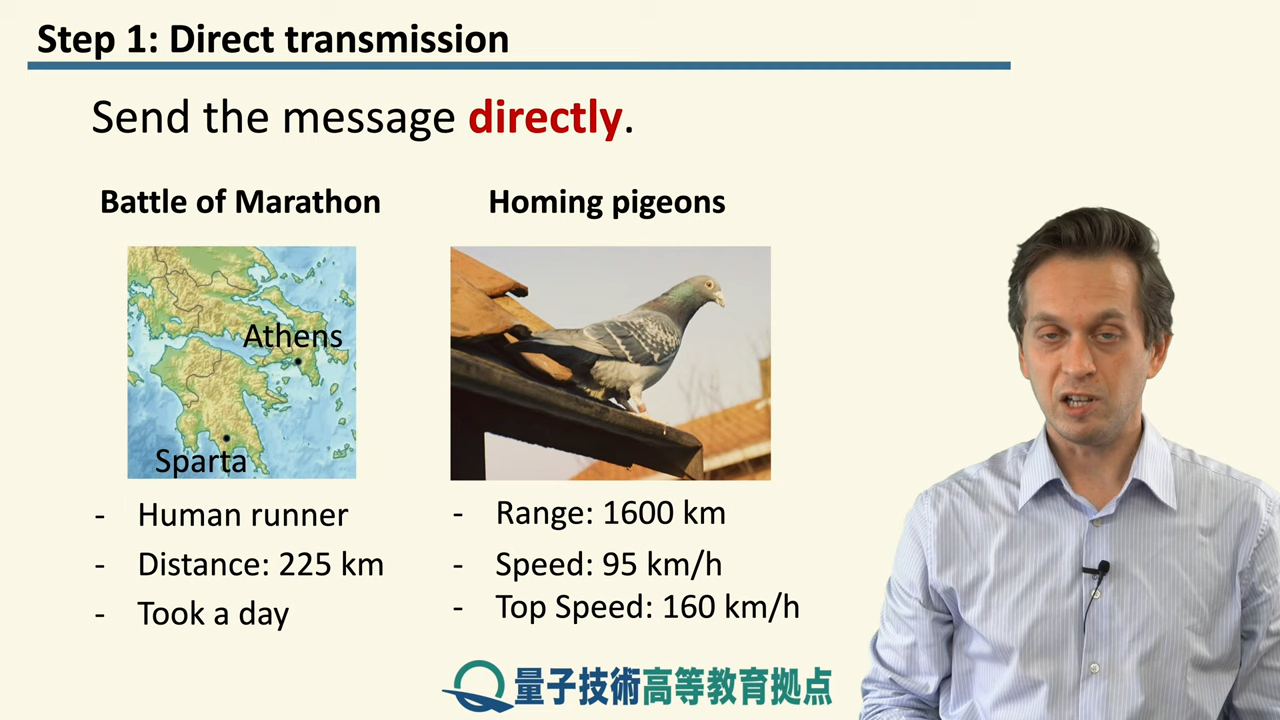 Step 1: Direct transmission
Send the message directly.
Battle of Marathon
Homing pigeons
Athens
Sparta
- Human runner
- Distance: 225 km
- Took a day
- Range: 1600 km
- Speed: 95 km/h
- Top Speed: 160 km/h
量子技術高等教育拠点